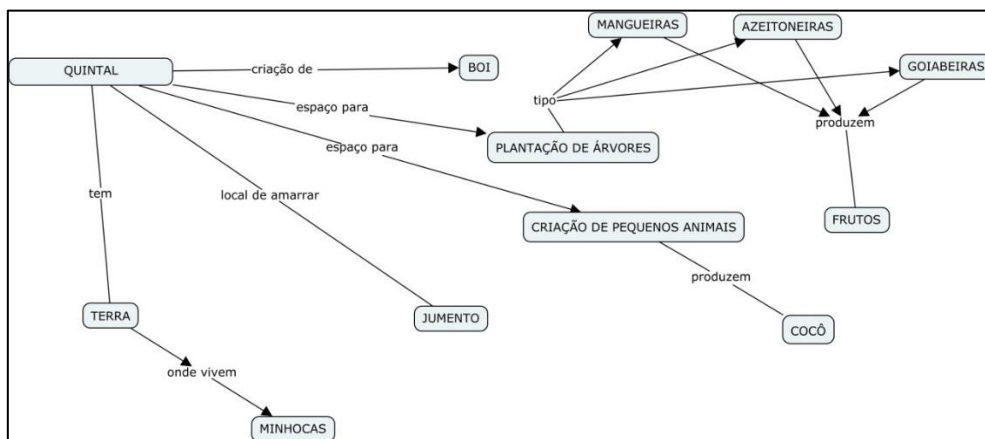 MANGUEIRAS
AZEITONEIRAS
QUINTAL
criação de
BOI
GOIABEIRAS
espaço para
tipo
produzem
espaço para
PLANTAÇÃO DE ÁRVORES
tem
local de amarrar
CRIAÇÃO DE PEQUENOS ANIMAIS
FRUTOS
produzem
TERRA
JUMENTO
COCÔ
onde vivem
MINHOCAS